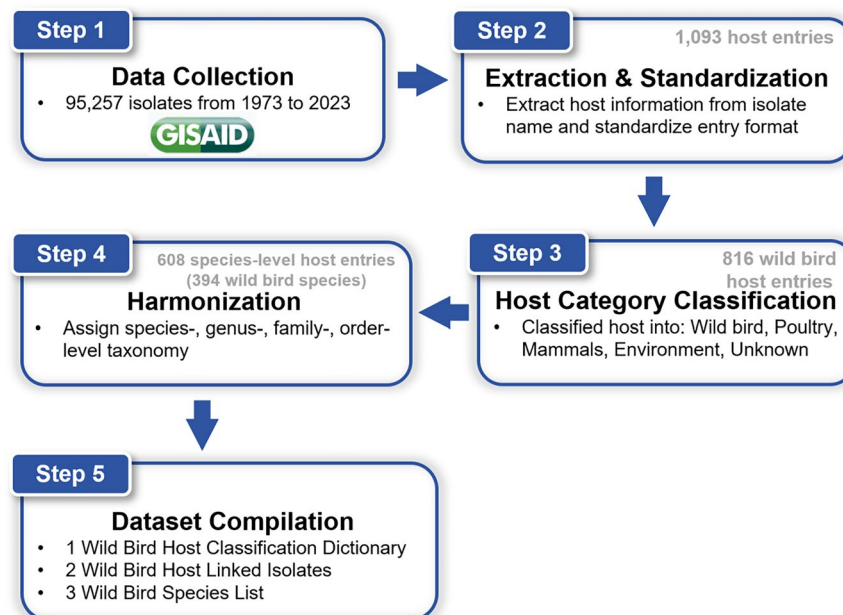 Step 1
Data Collection
• 95,257 isolates from 1973 to 2023
GISAID
Step 2
1,093 host entries
Extraction & Standardization
• Extract host information from isolate
name and standardize entry format
Step 3
816 wild bird
host entries
Host Category Classification
• Classified host into: Wild bird, Poultry,
Mammals, Environment, Unknown
Step 4
608 species-level host entries
(394 wild bird species)
Harmonization
• Assign species-, genus-, family-, order-
level taxonomy
Step 5
Dataset Compilation
• 1 Wild Bird Host Classification Dictionary
• 2 Wild Bird Host Linked Isolates
• 3 Wild Bird Species List